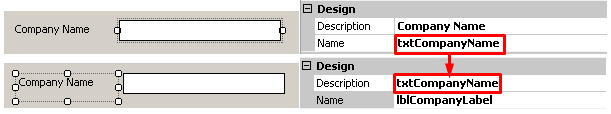 Company Name
Design
Description Company Name
Name txtCompanyName
Company Name
Design
Description txtCompanyName
Name lblCompanyLabel